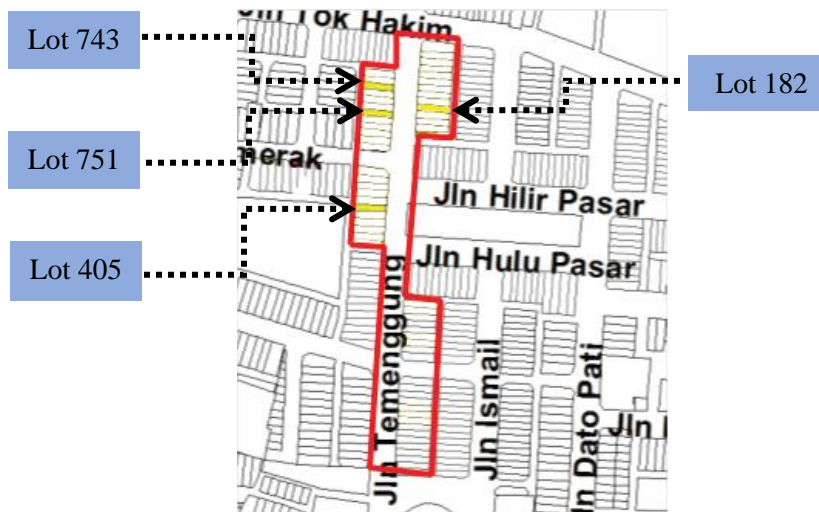 Lot 743
Lot 751
Lot 405
Lot 182
Jln Tok Hakim
merak
Jln Hilir Pasar
Jln Hulu Pasar
Jln Temenggung
Jln Ismail
ln Dato Pati
Jln